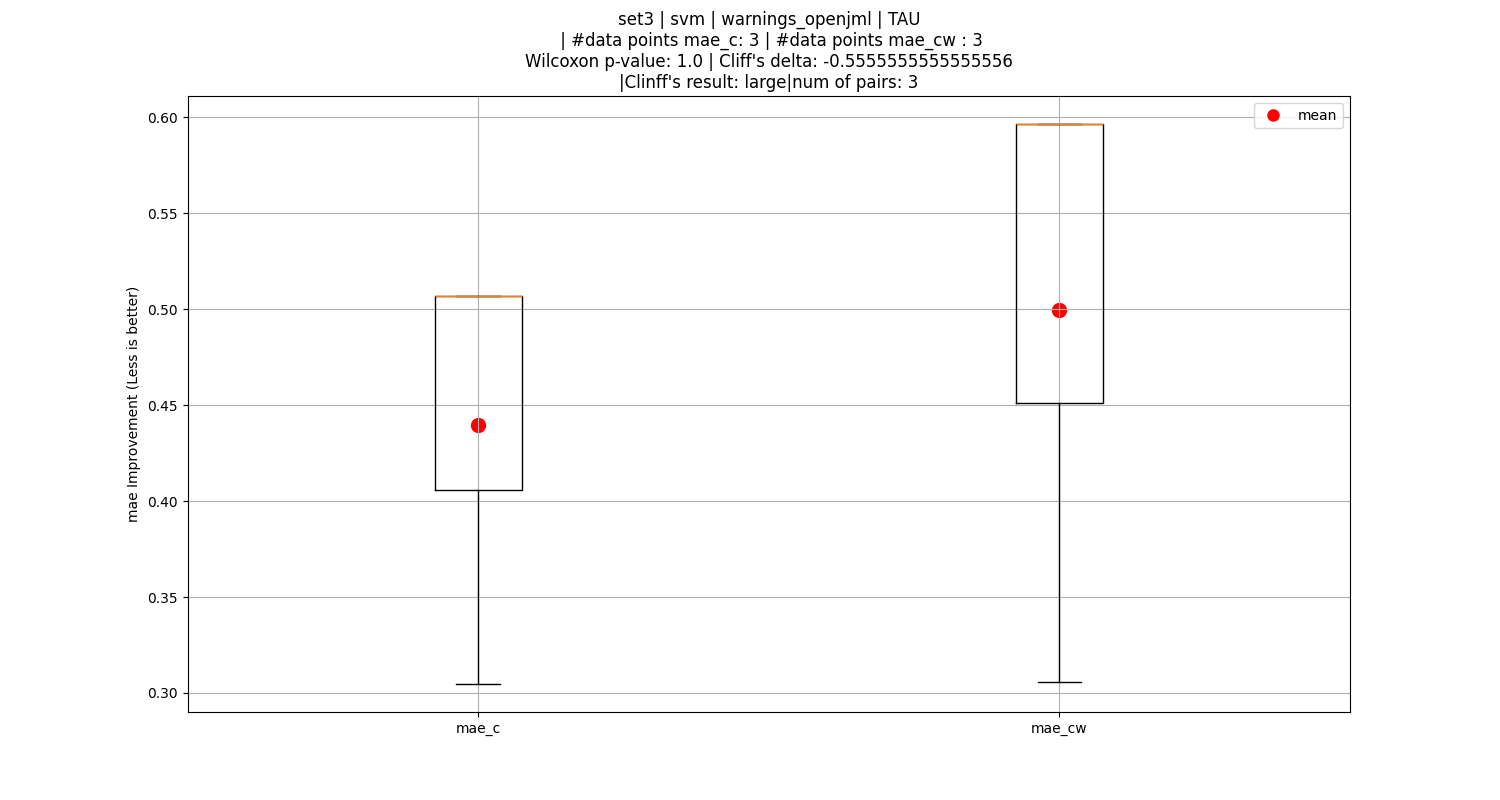 set3 | svm | warnings_openjml | TAU
| #data points mae_c: 3 | #data points mae_cw : 3
Wilcoxon p-value: 1.0 | Cliff's delta: -0.5555555555555556
|Clinff's result: large|num of pairs: 3
mean
mae Improvement (Less is better)
0.60
0.55
0.50
0.45
0.40
0.35
0.30
mae_c
mae_cw